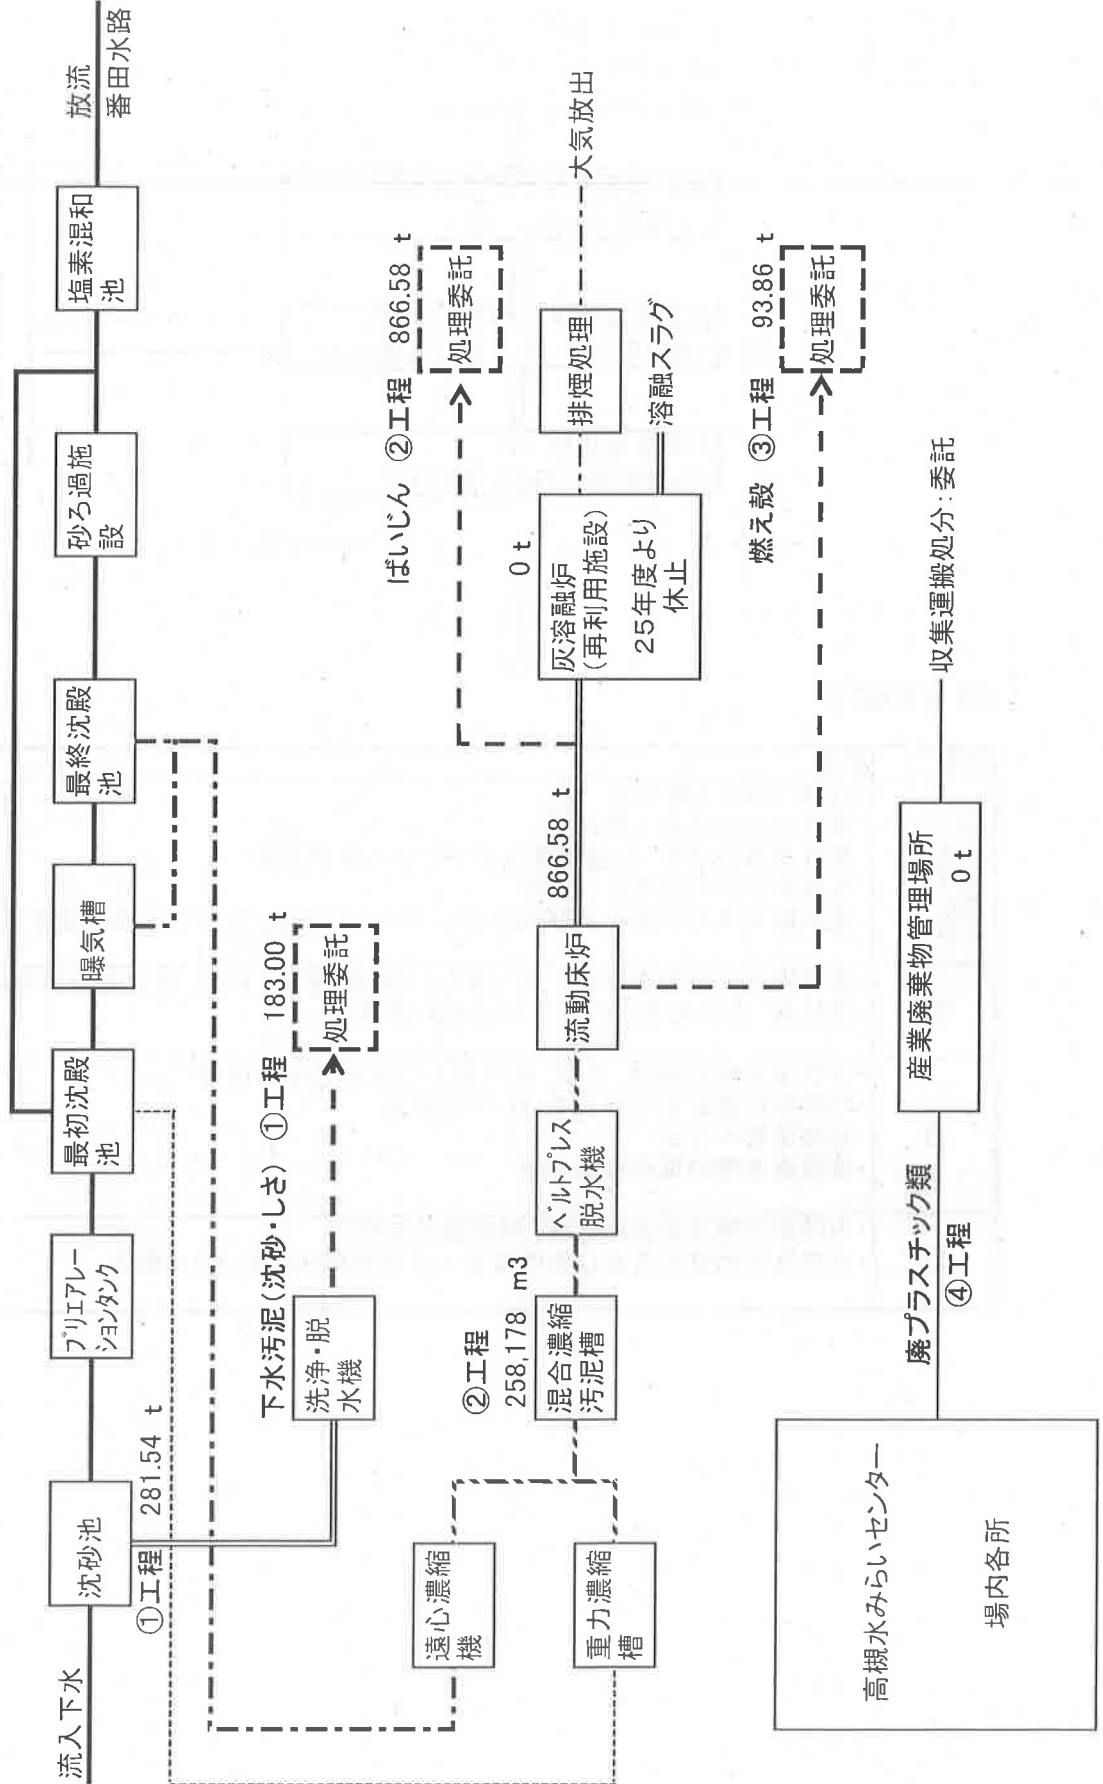 流入下水
沈砂池
プリエアレー
ションタンク
最初沈殿
池
曝気槽
最終沈殿
池
砂ろ過施
設
塩素混和
池
放流
番田水路
①工程
281.54 t
下水汚泥(沈砂・しさ) ①工程
183.00 t
洗浄・脱
水機
処理委託
ばいじん ②工程
866.58 t
処理委託
遠心濃縮
機
重力濃縮
槽
②工程
258,178 m3
混合濃縮
汚泥槽
ベルトプレス
脱水機
流動床炉
866.58 t
0 t
灰溶融炉
(再利用施設)
25年度より
休止
排煙処理
大気放出
溶融スラグ
燃え殻 ③工程
93.86 t
処理委託
高槻水みらいセンター
場内各所
廃プラスチック類
④工程
産業廃棄物管理場所
0 t
収集運搬処分:委託